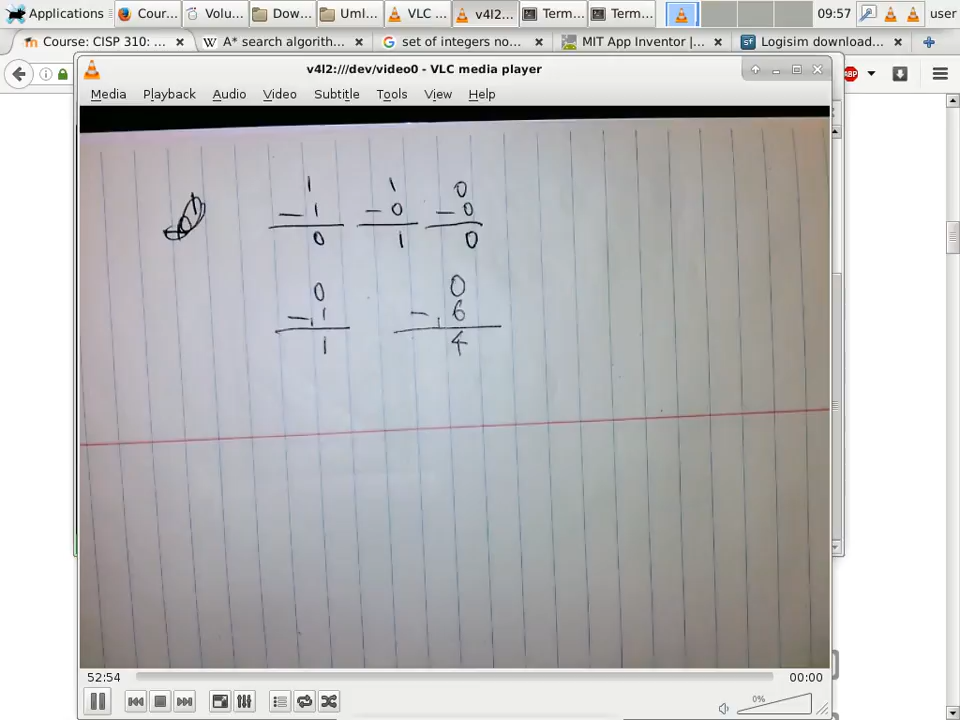 Applications Cour... Volu... Dow... Uml... VLC ... v4l2... Term... Term... 09:57 user
Course: CISP 310: ... A* search algorith... set of integers no... MIT App Inventor |... Logisim download...
v4l2:///dev/video0 - VLC media player
ABP
Media Playback Audio Video Subtitle Tools View Help
1 1 0
− 1 − 0 − 0
0 1 0
0 0
− 1 − 6
1 4
52:54 00:00
0%